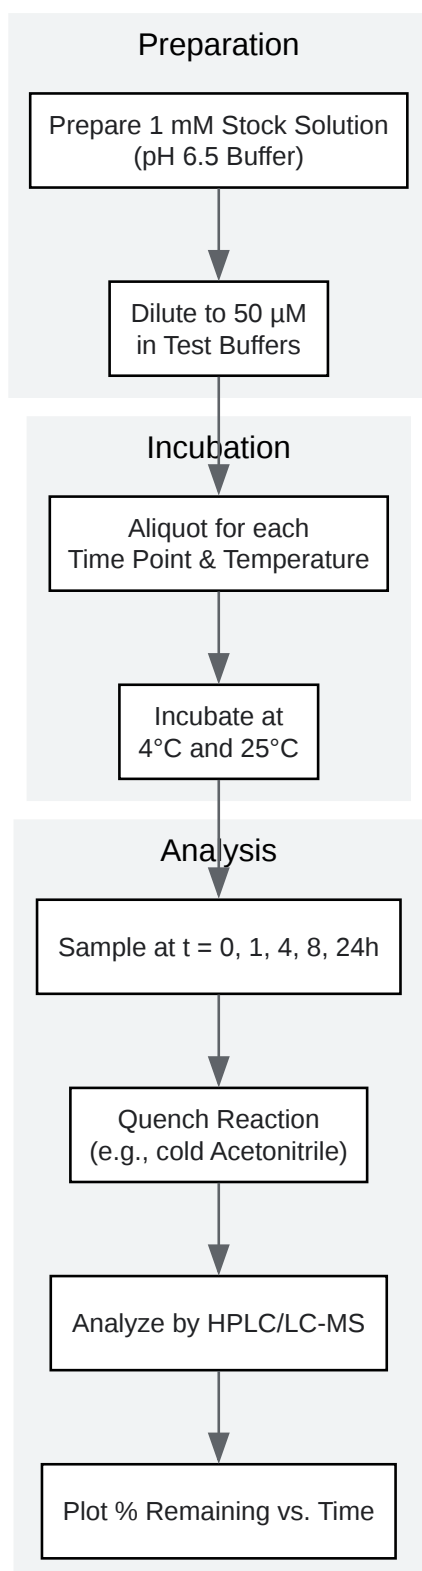 Preparation
Prepare 1 mM Stock Solution
(pH 6.5 Buffer)
Dilute to 50 µM
in Test Buffers
Incubation
Aliquot for each
Time Point & Temperature
Incubate at
4°C and 25°C
Analysis
Sample at t = 0, 1, 4, 8, 24h
Quench Reaction
(e.g., cold Acetonitrile)
Analyze by HPLC/LC-MS
Plot % Remaining vs. Time